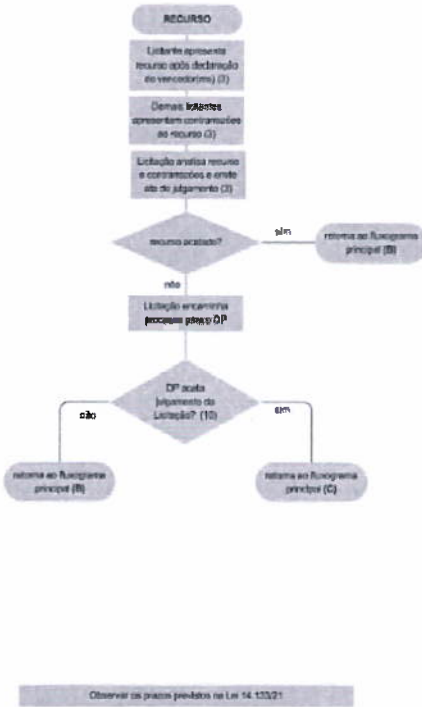 RECURSO
Licitante apresenta
recurso após declaração
do vencedor(res) (3)
Demais licitantes
apresentam contrarrazões
ao recurso (3)
Licitação analisa recurso
e contrarrazões e emite
ata de julgamento (3)
recurso acatado?
sim
retorna ao fluxograma
principal (B)
não
Licitação encaminha
processo para o DP
DP acata
julgamento da
Licitação? (10)
não
sim
retorna ao fluxograma
principal (B)
retorna ao fluxograma
principal (C)
Observar os prazos previstos na Lei 14.133/21